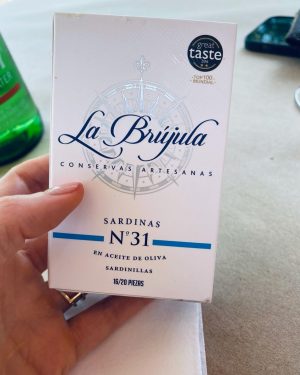 great
taste
TOP 100
MUNDIAL
La Brújula
CONSERVAS ARTESANAS
SARDINAS
Nº31
EN ACEITE DE OLIVA
SARDINILLAS
16/20 PIEZAS